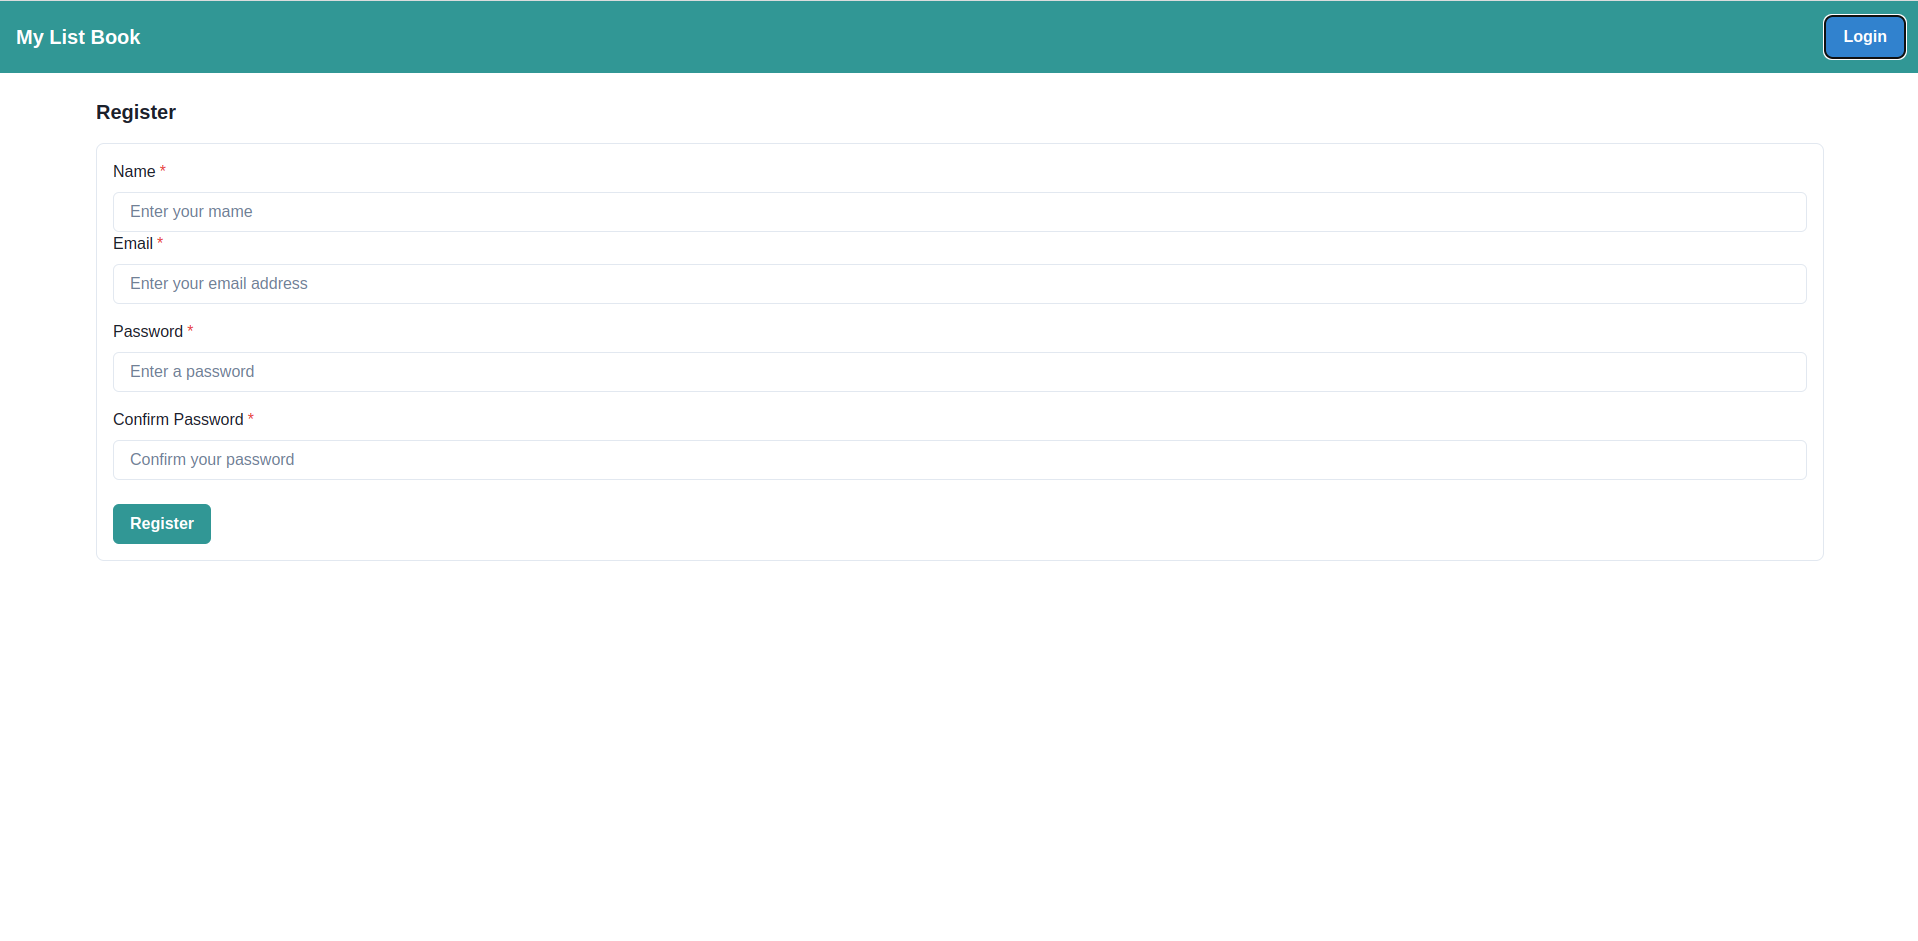 My List Book
Login
Register
Name *
Enter your mame
Email *
Enter your email address
Password *
Enter a password
Confirm Password *
Confirm your password
Register